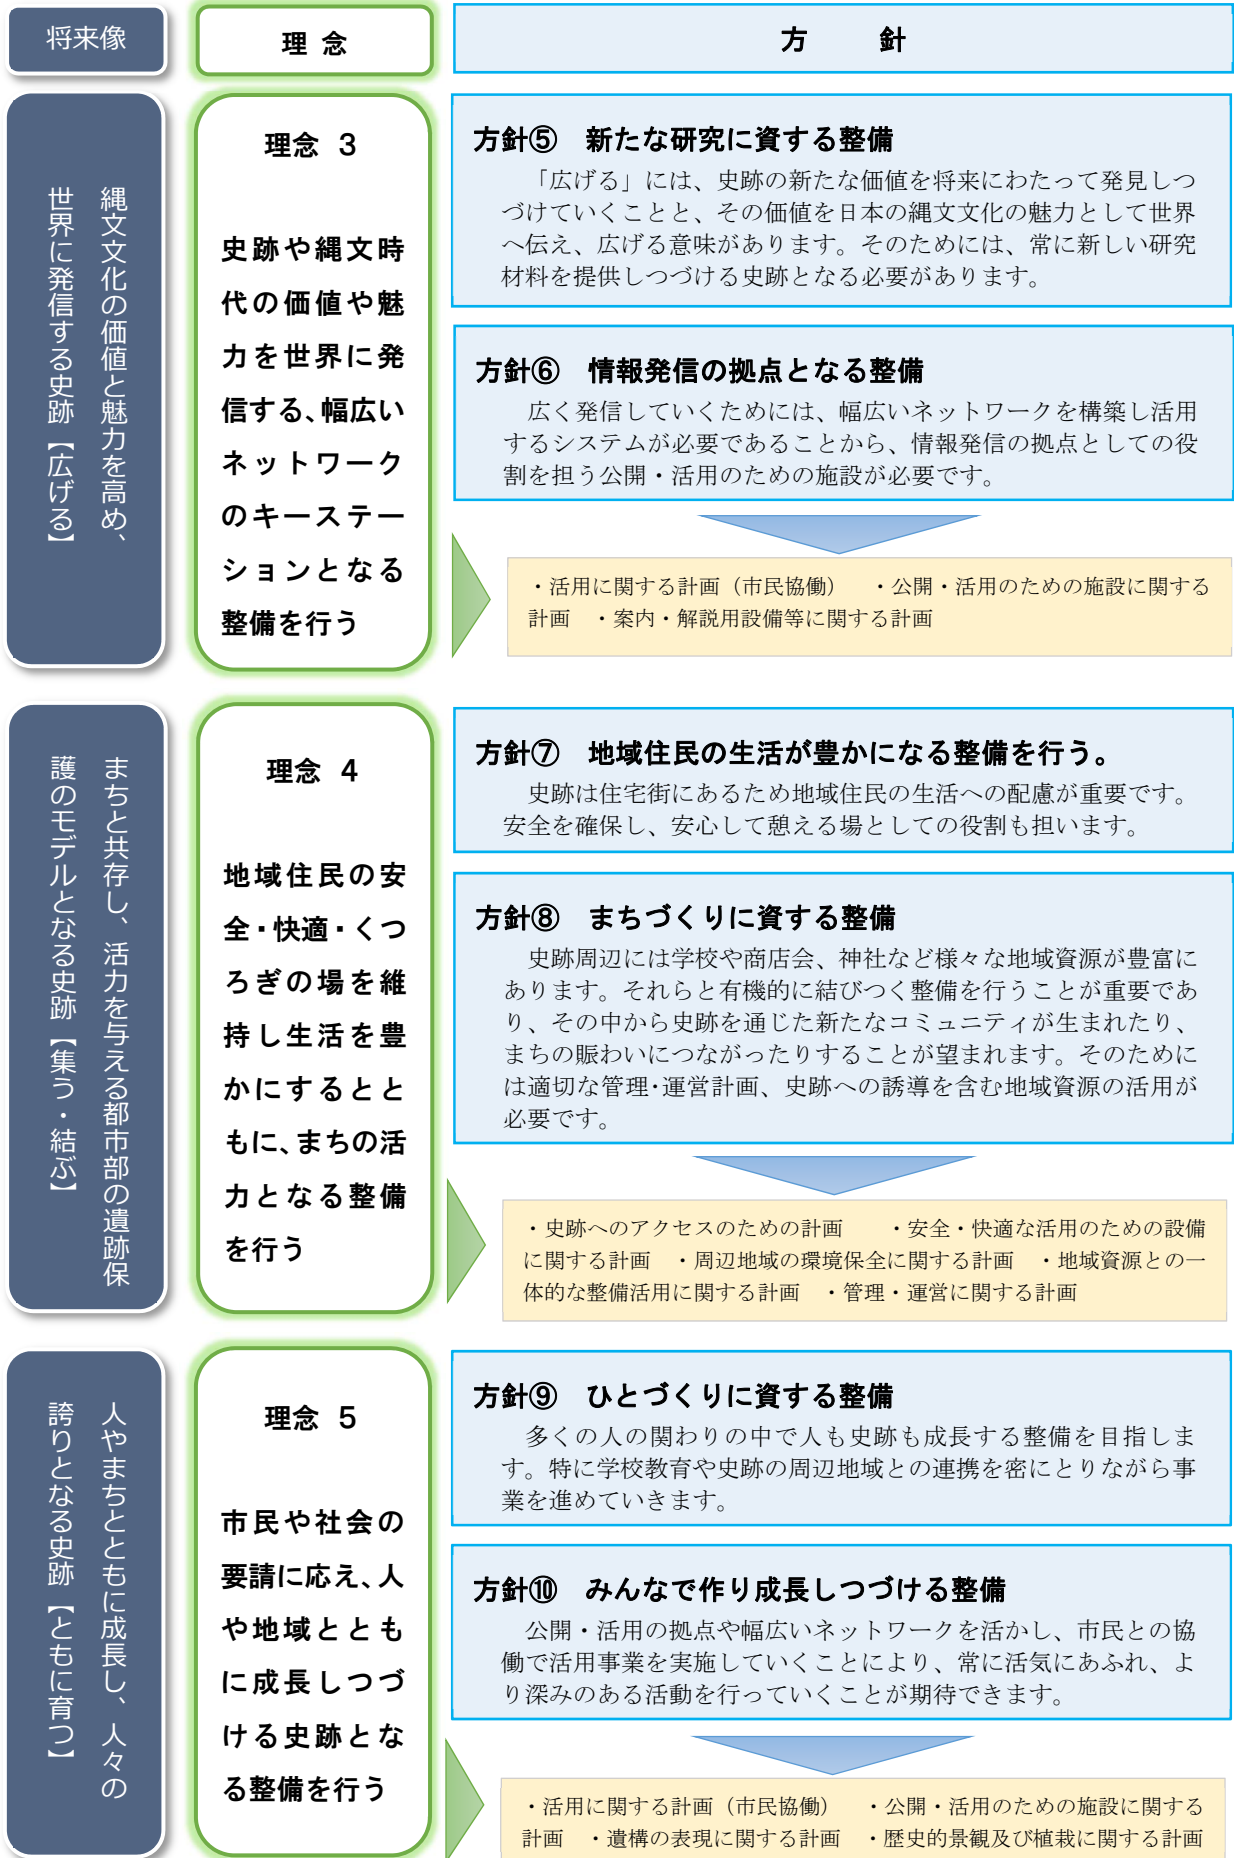 将来像
理 念
方　針
縄文文化の価値と魅力を高め、
世界に発信する史跡【広げる】
理念 3
史跡や縄文時
代の価値や魅
力を世界に発
信する、幅広い
ネットワーク
のキーステー
ションとなる
整備を行う
方針⑤　新たな研究に資する整備
「広げる」には、史跡の新たな価値を将来にわたって発見しつ
づけていくことと、その価値を日本の縄文文化の魅力として世界
へ伝え、広げる意味があります。そのためには、常に新しい研究
材料を提供しつづける史跡となる必要があります。
方針⑥　情報発信の拠点となる整備
広く発信していくためには、幅広いネットワークを構築し活用
するシステムが必要であることから、情報発信の拠点としての役
割を担う公開・活用のための施設が必要です。
・活用に関する計画（市民協働）　・公開・活用のための施設に関する
計画　・案内・解説用設備等に関する計画
まちと共存し、活力を与える都市部の遺跡保
護のモデルとなる史跡【集う・結ぶ】
理念 4
地域住民の安
全・快適・くつ
ろぎの場を維
持し生活を豊
かにするとと
もに、まちの活
力となる整備
を行う
方針⑦　地域住民の生活が豊かになる整備を行う。
史跡は住宅街にあるため地域住民の生活への配慮が重要です。
安全を確保し、安心して憩える場としての役割も担います。
方針⑧　まちづくりに資する整備
史跡周辺には学校や商店会、神社など様々な地域資源が豊富に
あります。それらと有機的に結びつく整備を行うことが重要であ
り、その中から史跡を通じた新たなコミュニティが生まれたり、
まちの賑わいにつながったりすることが望まれます。そのために
は適切な管理・運営計画、史跡への誘導を含む地域資源の活用が
必要です。
・史跡へのアクセスのための計画　　・安全・快適な活用のための設備
に関する計画　・周辺地域の環境保全に関する計画　・地域資源との一
体的な整備活用に関する計画　・管理・運営に関する計画
人やまちとともに成長し、人々の
誇りとなる史跡【ともに育つ】
理念 5
市民や社会の
要請に応え、人
や地域ととも
に成長しつづ
ける史跡とな
る整備を行う
方針⑨　ひとづくりに資する整備
多くの人の関わりの中で人も史跡も成長する整備を目指しま
す。特に学校教育や史跡の周辺地域との連携を密にとりながら事
業を進めていきます。
方針⑩　みんなで作り成長しつづける整備
公開・活用の拠点や幅広いネットワークを活かし、市民との協
働で活用事業を実施していくことにより、常に活気にあふれ、よ
り深みのある活動を行っていくことが期待できます。
・活用に関する計画（市民協働）　・公開・活用のための施設に関する
計画　・遺構の表現に関する計画　・歴史的景観及び植栽に関する計画